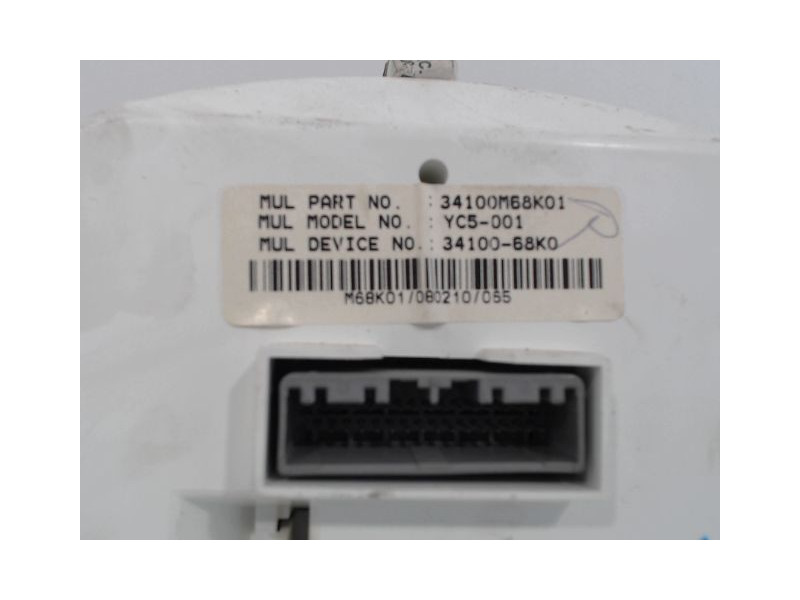 MUL PART NO. : 34100M68K01
MUL MODEL NO. : YC5-001
MUL DEVICE NO.: 34100-68K0
M68K01/080210/055